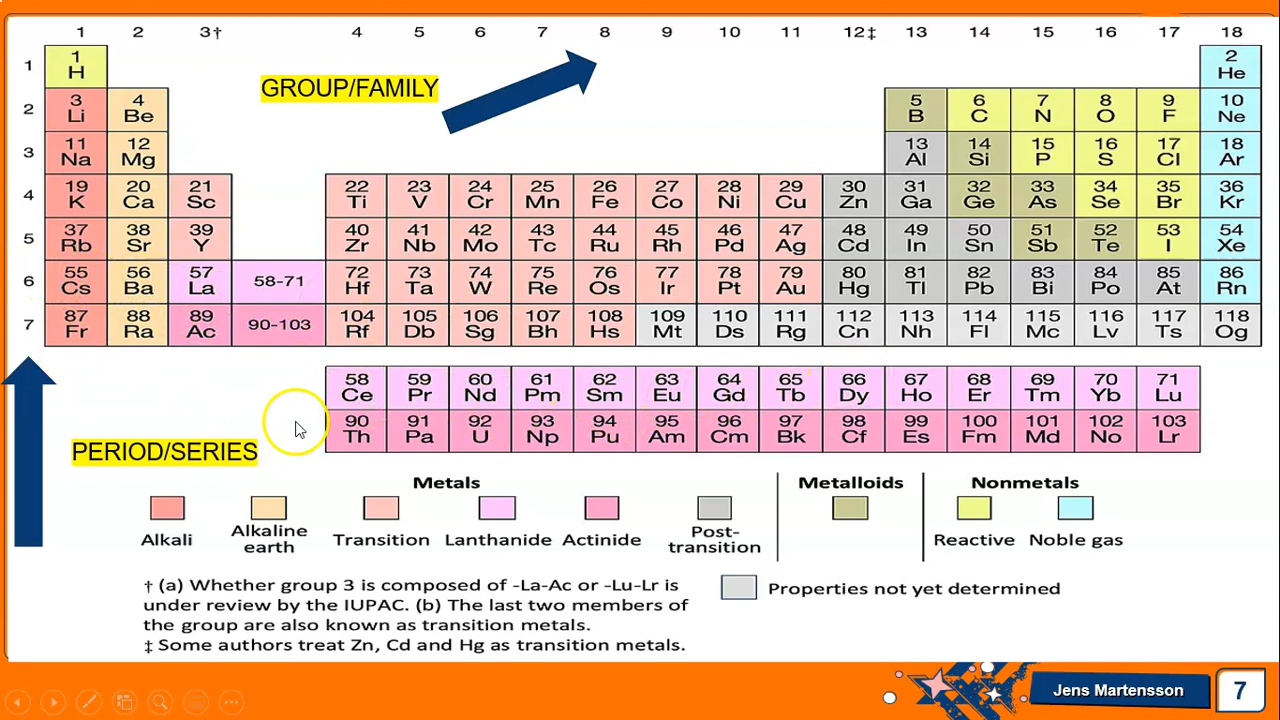 1 2 3† 4 5 6 7 8 9 10 11 12‡ 13 14 15 16 17 18
1 1 2
H He
GROUP/FAMILY
2 3 4 5 6 7 8 9 10
Li Be B C N O F Ne
3 11 12 13 14 15 16 17 18
Na Mg Al Si P S Cl Ar
4 19 20 21 22 23 24 25 26 27 28 29 30 31 32 33 34 35 36
K Ca Sc Ti V Cr Mn Fe Co Ni Cu Zn Ga Ge As Se Br Kr
5 37 38 39 40 41 42 43 44 45 46 47 48 49 50 51 52 53 54
Rb Sr Y Zr Nb Mo Tc Ru Rh Pd Ag Cd In Sn Sb Te I Xe
6 55 56 57 58-71 72 73 74 75 76 77 78 79 80 81 82 83 84 85 86
Cs Ba La Hf Ta W Re Os Ir Pt Au Hg Tl Pb Bi Po At Rn
7 87 88 89 90-103 104 105 106 107 108 109 110 111 112 113 114 115 116 117 118
Fr Ra Ac Rf Db Sg Bh Hs Mt Ds Rg Cn Nh Fl Mc Lv Ts Og
58 59 60 61 62 63 64 65 66 67 68 69 70 71
Ce Pr Nd Pm Sm Eu Gd Tb Dy Ho Er Tm Yb Lu
90 91 92 93 94 95 96 97 98 99 100 101 102 103
Th Pa U Np Pu Am Cm Bk Cf Es Fm Md No Lr
PERIOD/SERIES
Metals Metalloids Nonmetals
Alkali Alkaline earth Transition Lanthanide Actinide Post-transition Reactive Noble gas
† (a) Whether group 3 is composed of -La-Ac or -Lu-Lr is
under review by the IUPAC. (b) The last two members of
the group are also known as transition metals.
‡ Some authors treat Zn, Cd and Hg as transition metals.
Properties not yet determined
Jens Martensson 7